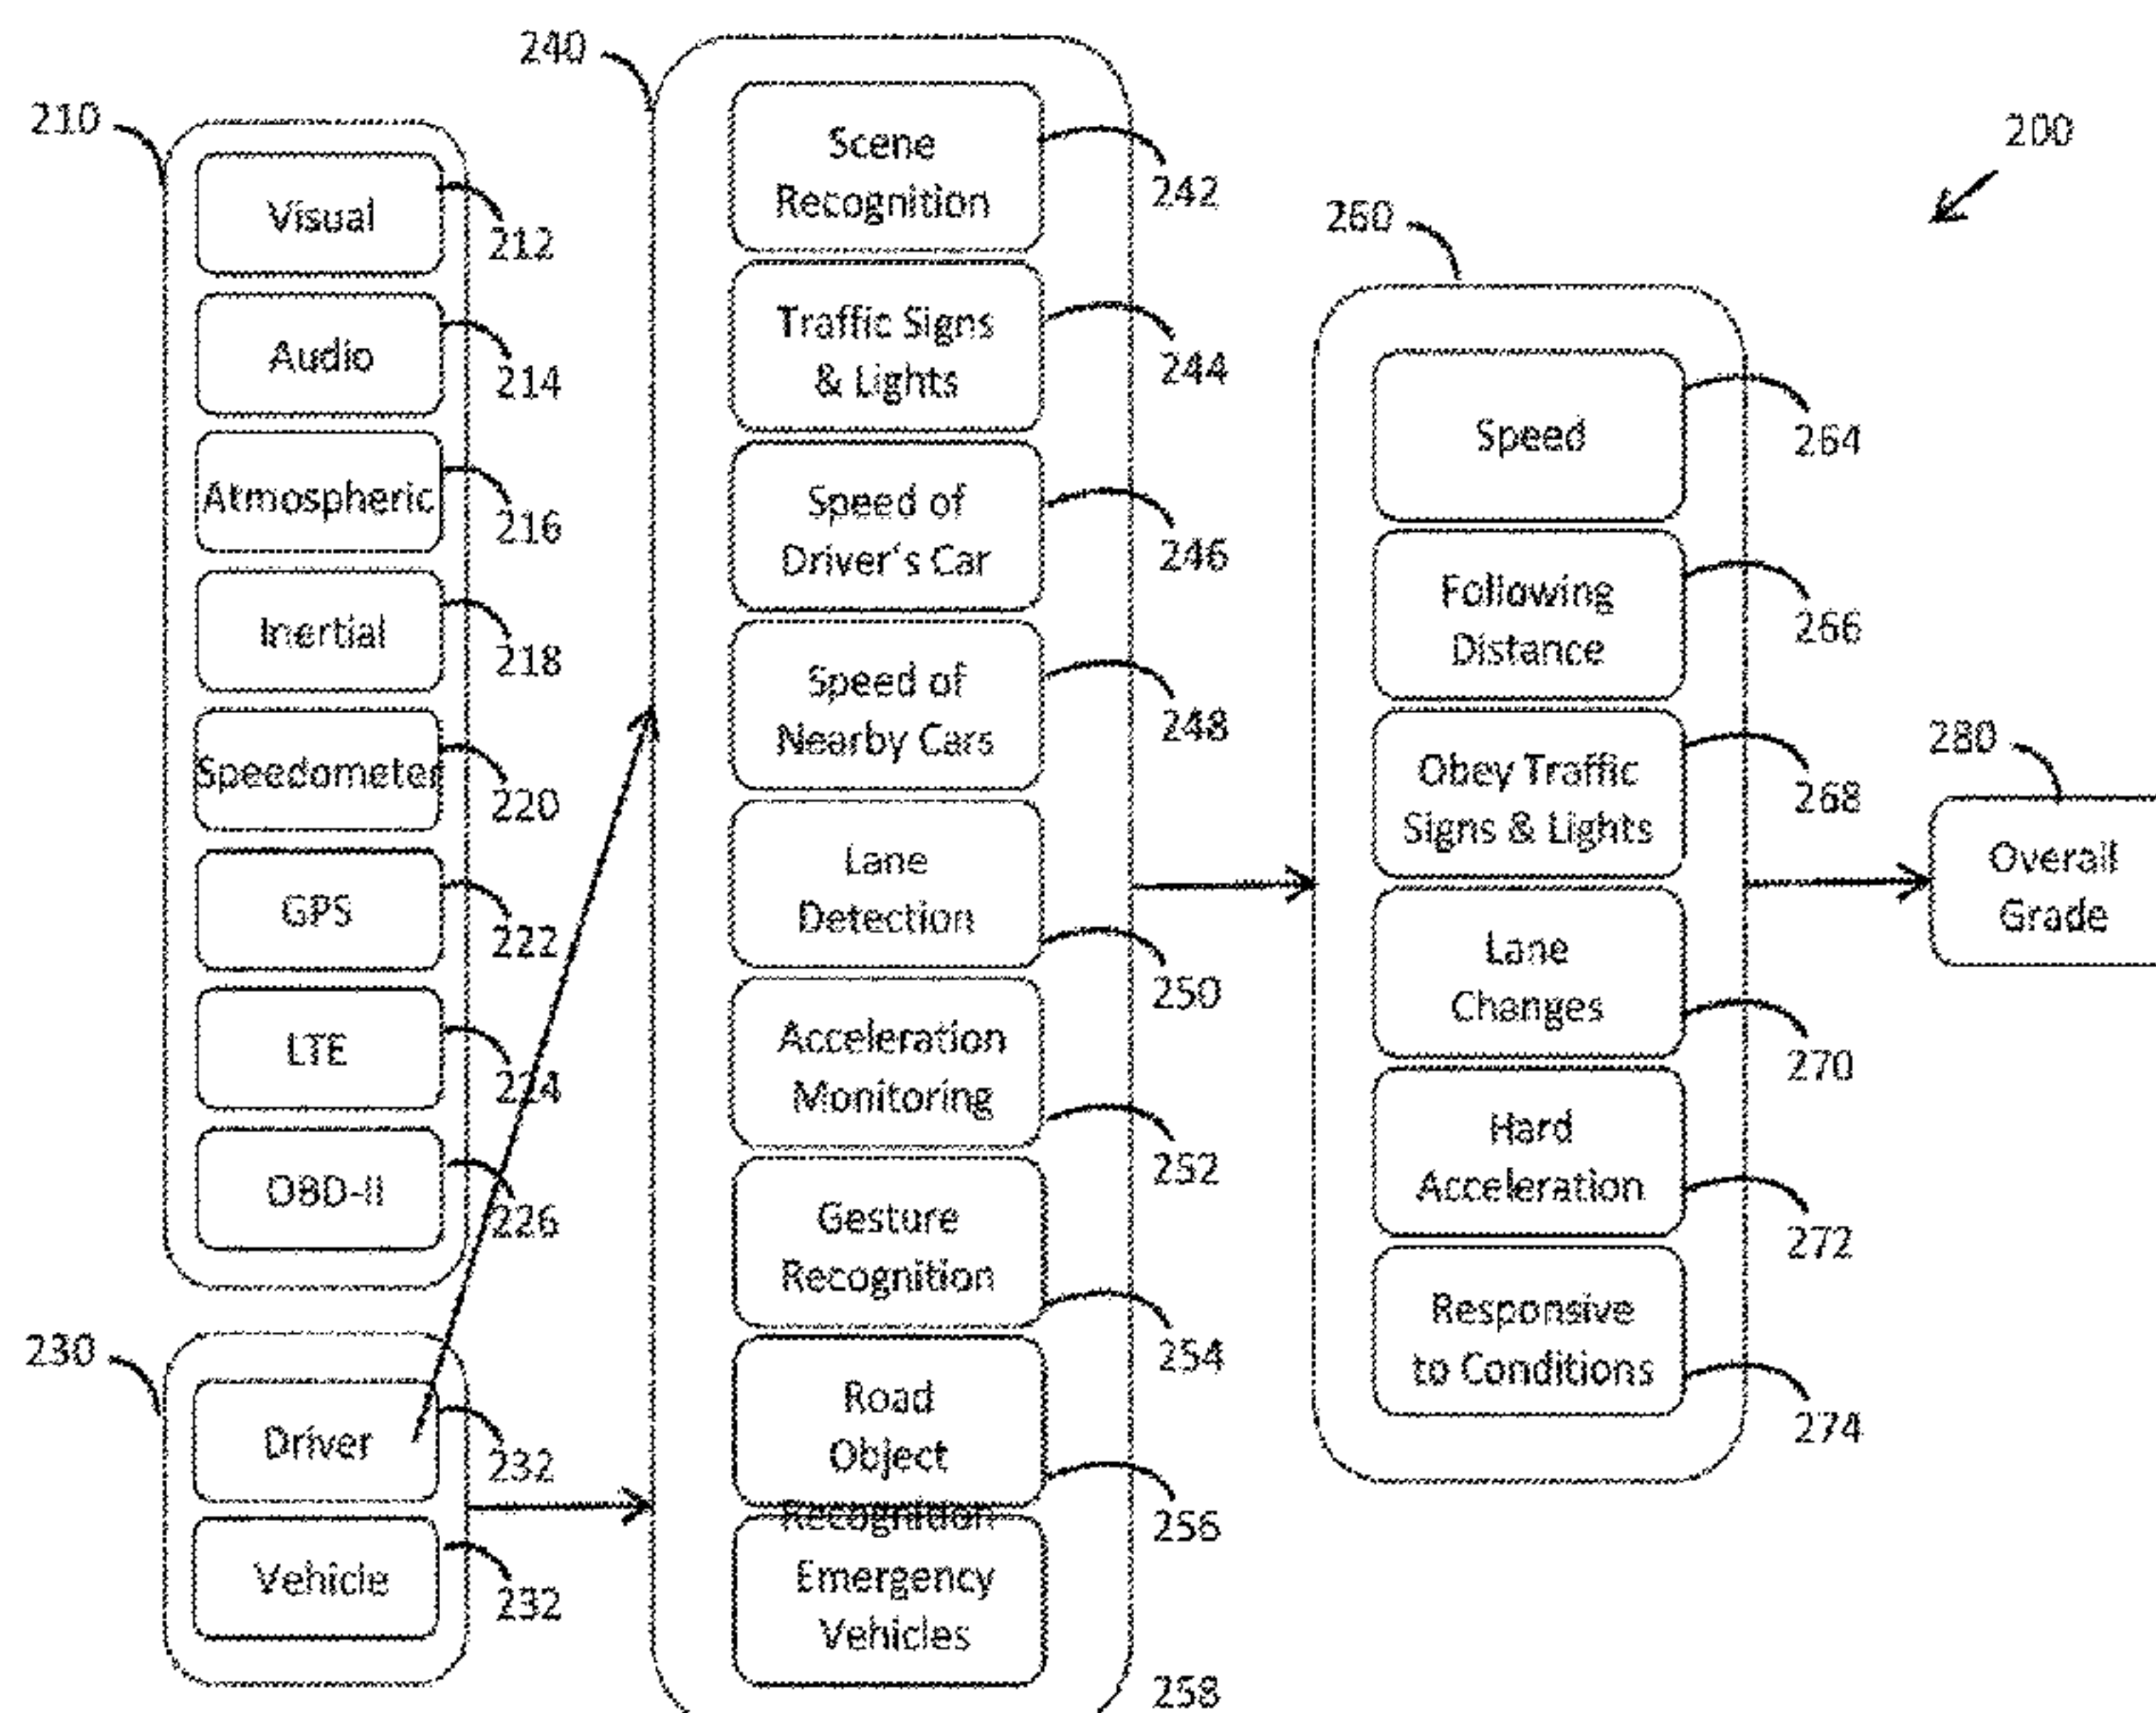 240
210
200
260
Visual
212
Audio
214
Atmospheric
216
Inertial
218
Speedometer
220
GPS
222
LTE
224
OBD-II
226
230
Driver
232
Vehicle
232
Scene
Recognition
242
Traffic Signs
& Lights
244
Speed of
Driver's Car
246
Speed of
Nearby Cars
248
Lane
Detection
250
Acceleration
Monitoring
252
Gesture
Recognition
254
Road
Object
Recognition
256
Emergency
Vehicles
258
Speed
264
Following
Distance
266
Obey Traffic
Signs & Lights
268
Lane
Changes
270
Hard
Acceleration
272
Responsive
to Conditions
274
280
Overall
Grade